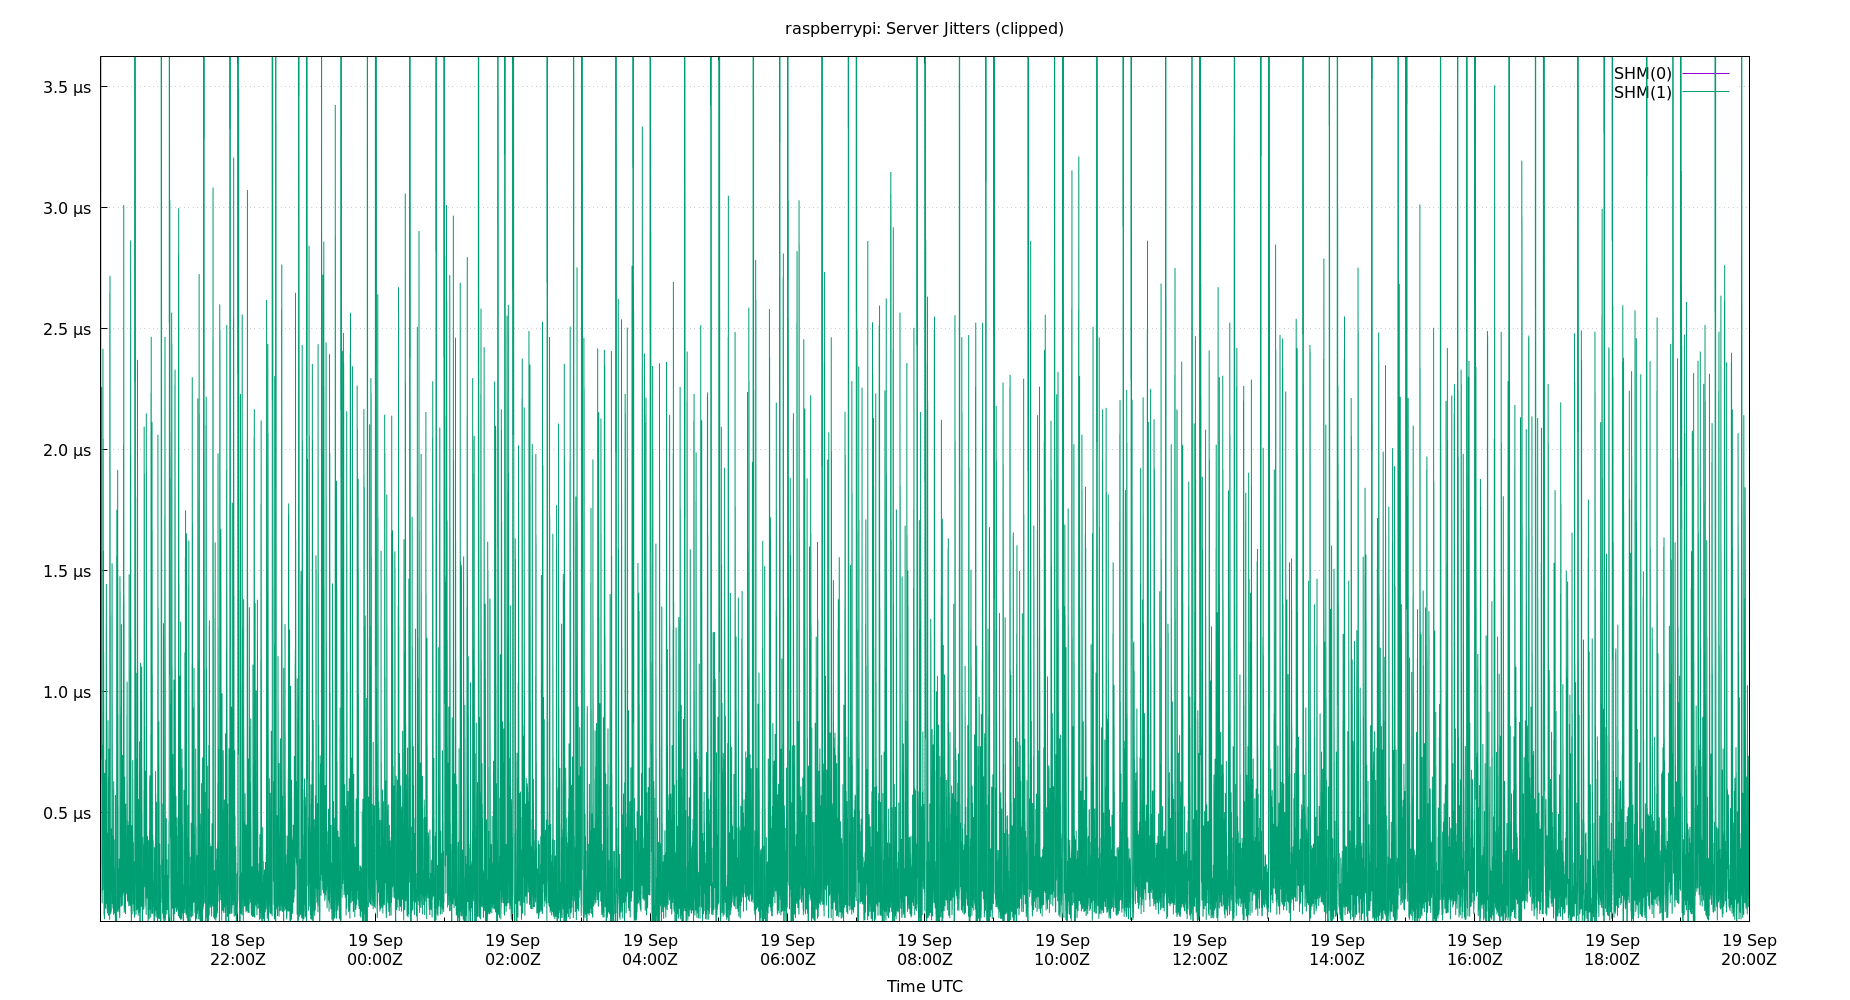 raspberrypi: Server Jitters (clipped)
SHM(0)
SHM(1)
3.5 µs
3.0 µs
2.5 µs
2.0 µs
1.5 µs
1.0 µs
0.5 µs
18 Sep 19 Sep 19 Sep 19 Sep 19 Sep 19 Sep 19 Sep 19 Sep 19 Sep 19 Sep 19 Sep 19 Sep
22:00Z 00:00Z 02:00Z 04:00Z 06:00Z 08:00Z 10:00Z 12:00Z 14:00Z 16:00Z 18:00Z 20:00Z
Time UTC